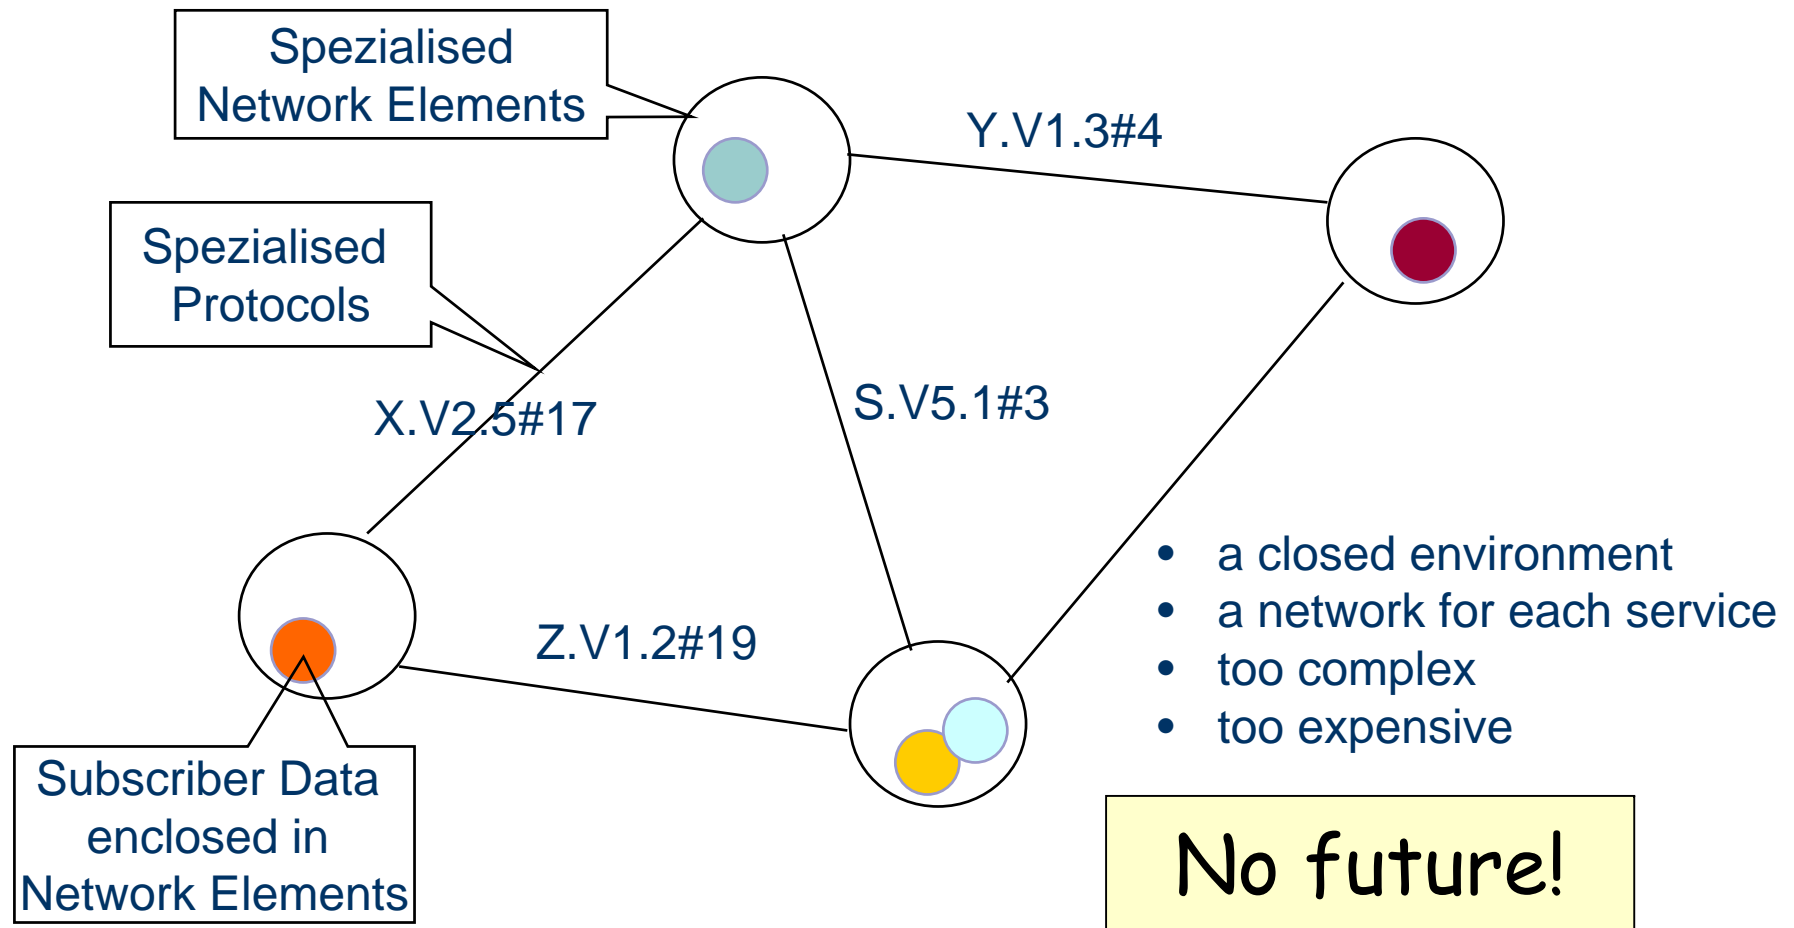 Spezialised
Network Elements
Y.V1.3#4
Spezialised
Protocols
X.V2.5#17
S.V5.1#3
Z.V1.2#19
• a closed environment
• a network for each service
• too complex
• too expensive
Subscriber Data
enclosed in
Network Elements
No future!